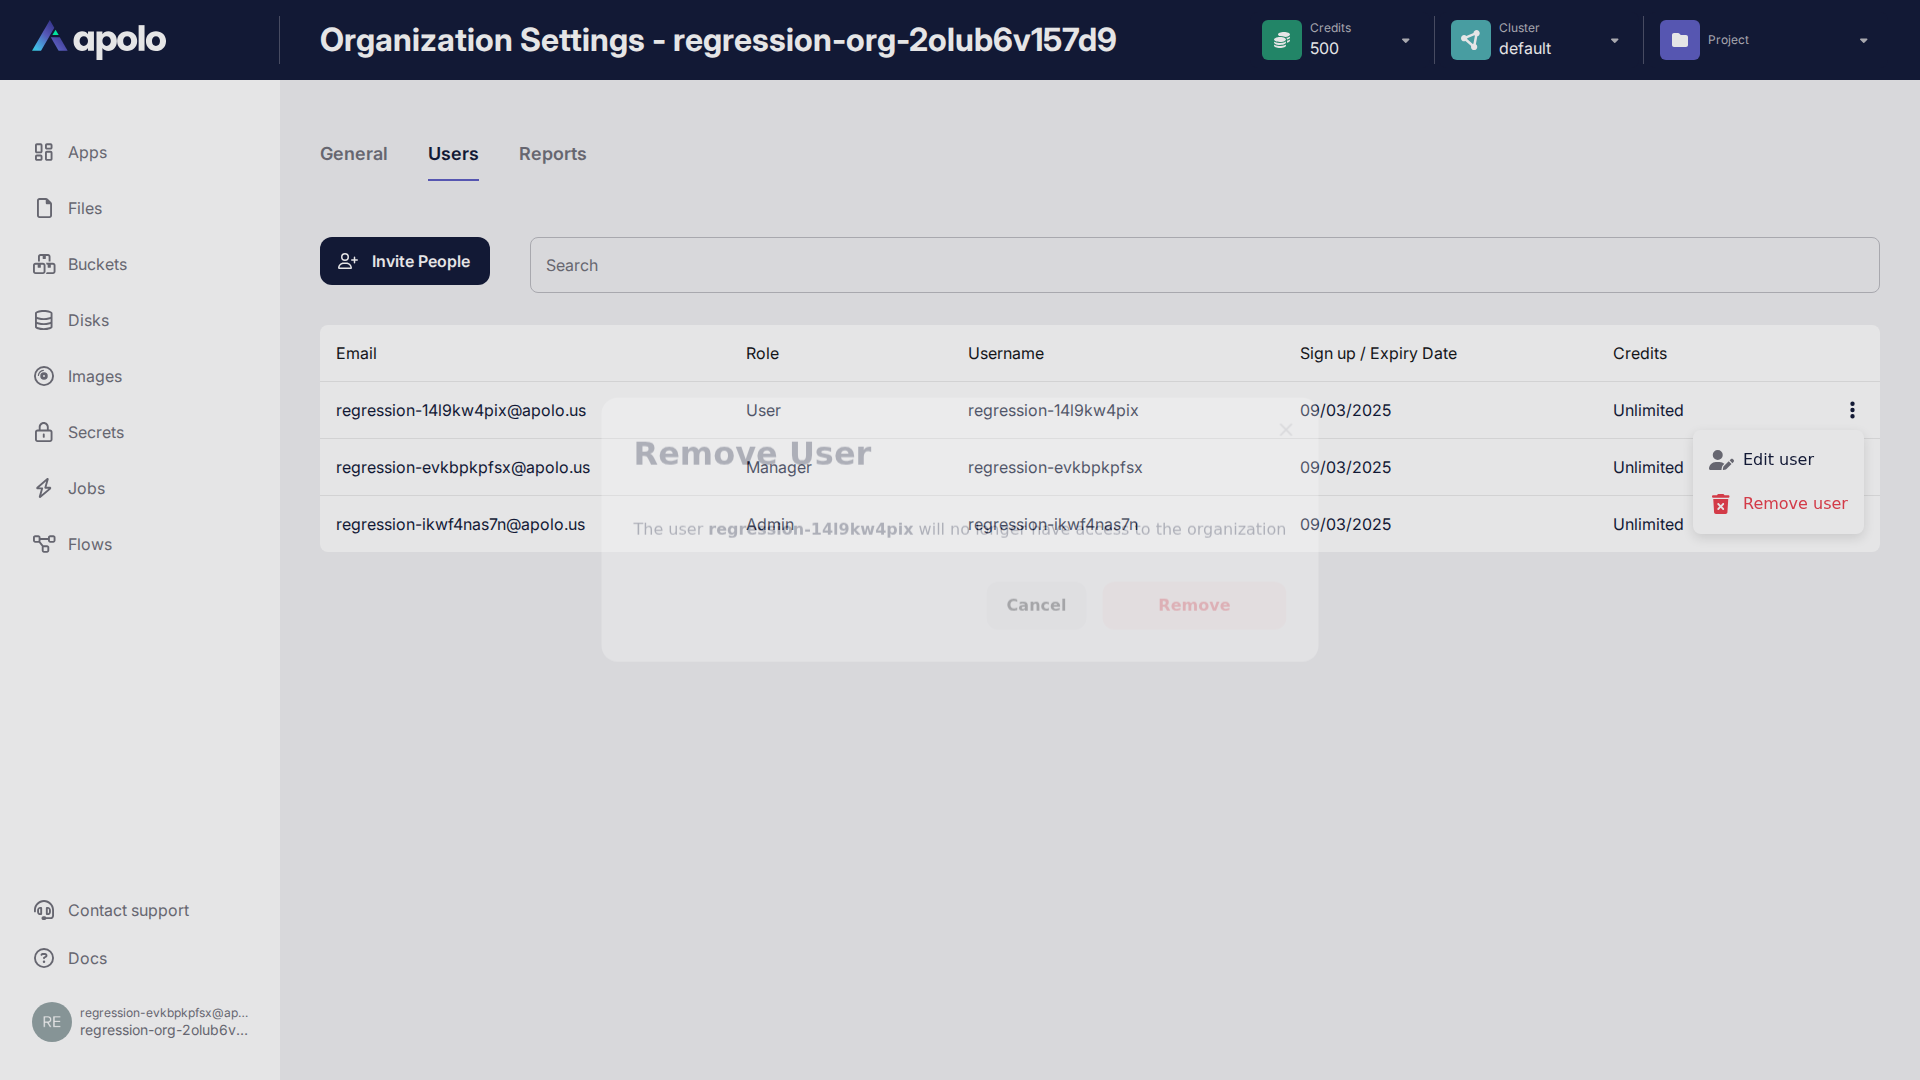 apolo
Organization Settings - regression-org-2olub6v157d9
Credits
500
Cluster
default
Project
Apps
Files
Buckets
Disks
Images
Secrets
Jobs
Flows
General Users Reports
Invite People
Search
Email Role Username Sign up / Expiry Date Credits
regression-14l9kw4pix@apolo.us User regression-14l9kw4pix 09/03/2025 Unlimited
regression-evkbpkpfsx@apolo.us Manager regression-evkbpkpfsx 09/03/2025 Unlimited
regression-ikwf4nas7n@apolo.us Admin regression-ikwf4nas7n 09/03/2025 Unlimited
Edit user
Remove user
Remove User
The user regression-14l9kw4pix will no longer have access to the organization
Cancel
Remove
Contact support
Docs
RE
regression-evkbpkpfsx@ap...
regression-org-2olub6v...